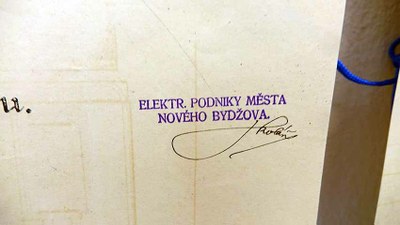 u.
ELEKTR. PODNIKY MĚSTA
NOVÉHO BYDŽOVA.